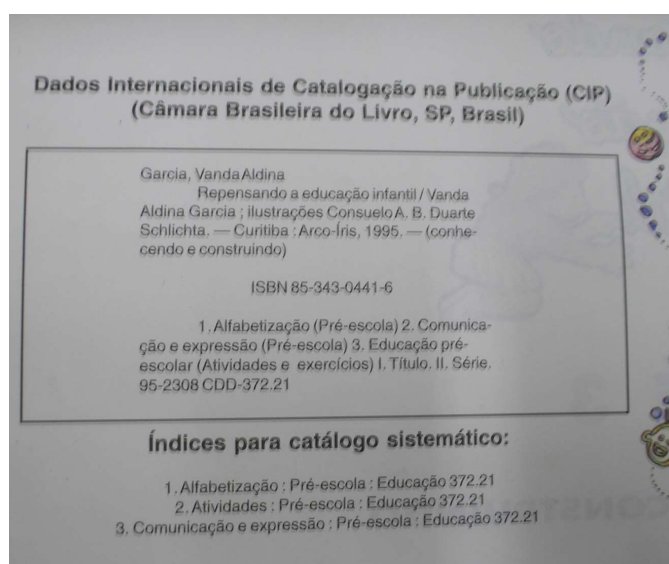 Dados Internacionais de Catalogação na Publicação (CIP)
(Câmara Brasileira do Livro, SP, Brasil)
Garcia, Vanda Aldina
Repensando a educação infantil / Vanda
Aldina Garcia ; ilustrações Consuelo A. B. Duarte
Schlichta. — Curitiba : Arco-Íris, 1995. — (conhe-
cendo e construindo)
ISBN 85-343-0441-6
1. Alfabetização (Pré-escola) 2. Comunica-
ção e expressão (Pré-escola) 3. Educação pré-
escolar (Atividades e exercícios) I. Título. II. Série.
95-2308 CDD-372.21
Índices para catálogo sistemático:
1. Alfabetização : Pré-escola : Educação 372.21
2. Atividades : Pré-escola : Educação 372.21
3. Comunicação e expressão : Pré-escola : Educação 372.21